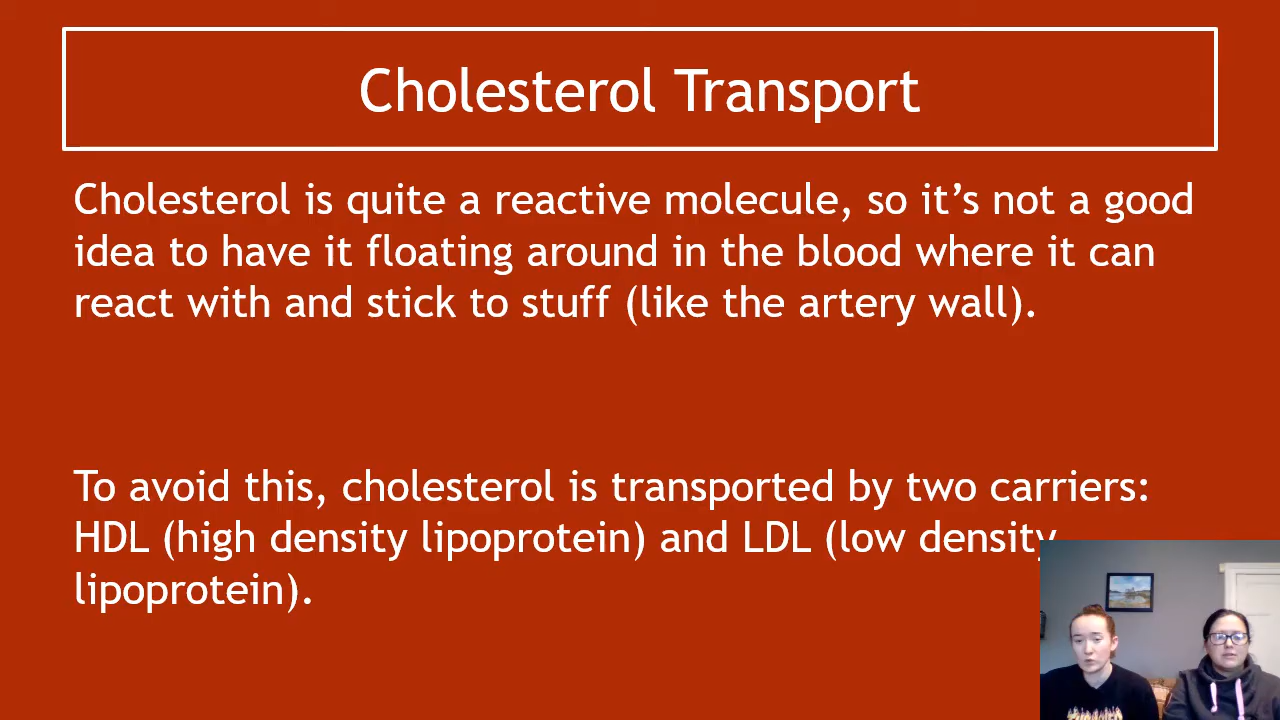 Cholesterol Transport
Cholesterol is quite a reactive molecule, so it’s not a good
idea to have it floating around in the blood where it can
react with and stick to stuff (like the artery wall).
To avoid this, cholesterol is transported by two carriers:
HDL (high density lipoprotein) and LDL (low density
lipoprotein).